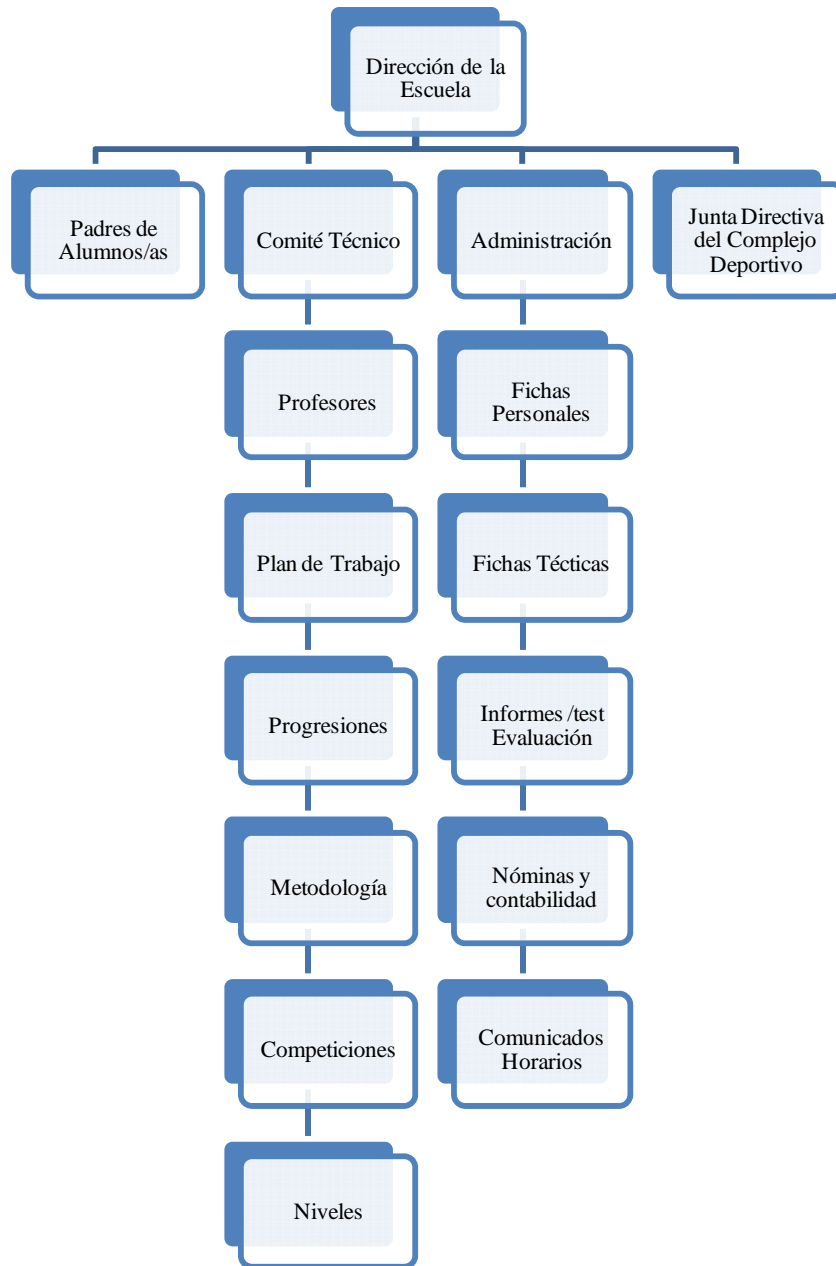 Dirección de la
Escuela
Padres de
Alumnos/as
Comité Técnico
Administración
Junta Directiva
del Complejo
Deportivo
Profesores
Fichas
Personales
Plan de Trabajo
Fichas Técticas
Progresiones
Informes /test
Evaluación
Metodología
Nóminas y
contabilidad
Competiciones
Comunicados
Horarios
Niveles